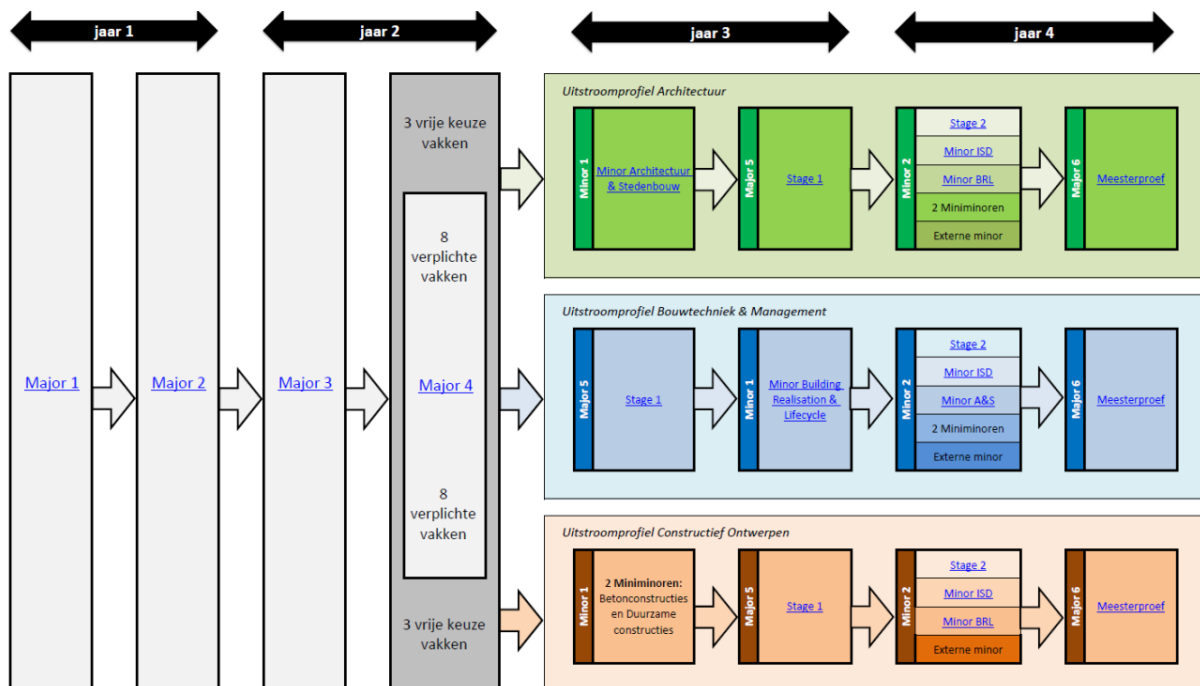 jaar 1
jaar 2
jaar 3
jaar 4
Major 1
Major 2
Major 3
3 vrije keuze
vakken
8
verplichte
vakken
Major 4
8
verplichte
vakken
3 vrije keuze
vakken
Uitstroomprofiel Architectuur
Minor 1
Minor Architectuur
& Stedenbouw
Major 5
Stage 1
Minor 2
Stage 2
Minor ISD
Minor BRL
2 Miniminoren
Externe minor
Major 6
Meesterproef
Uitstroomprofiel Bouwtechniek & Management
Major 5
Stage 1
Minor 1
Minor Building
Realisation &
Lifecycle
Minor 2
Stage 2
Minor ISD
Minor A&S
2 Miniminoren
Externe minor
Major 6
Meesterproef
Uitstroomprofiel Constructief Ontwerpen
Minor 1
2 Miniminoren:
Betonconstructies
en Duurzame
constructies
Major 5
Stage 1
Minor 2
Stage 2
Minor ISD
Minor BRL
Externe minor
Major 6
Meesterproef